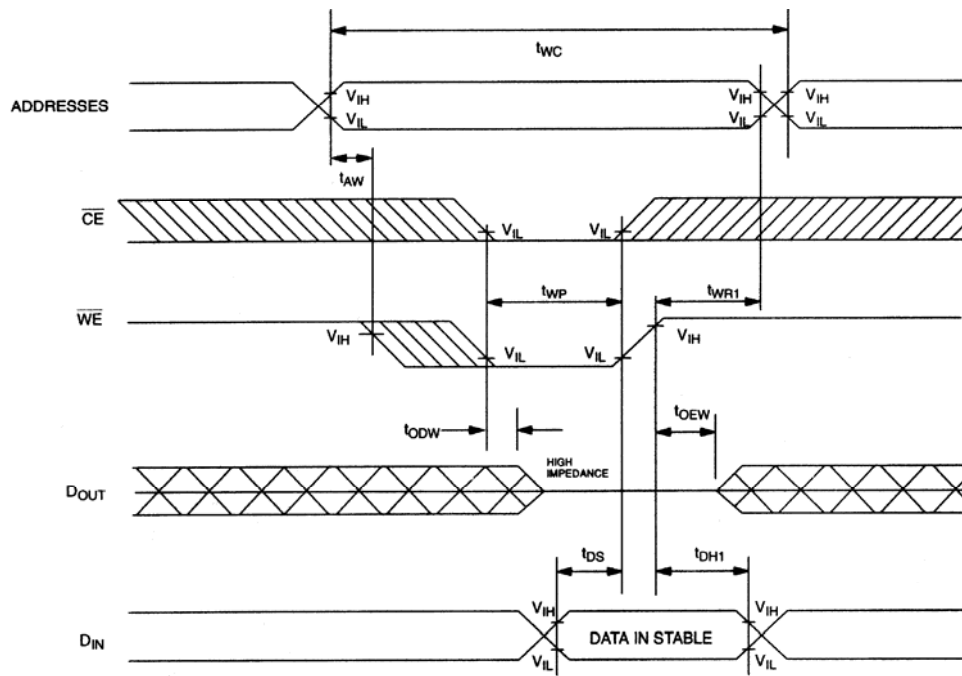 tWC
ADDRESSES
VIH
VIL
VIH
VIL
VIH
VIL
tAW
CE
VIL
VIL
tWP
tWR1
WE
VIH
VIL
VIL
VIH
tODW
tOEW
HIGH
IMPEDANCE
DOUT
tDS
tDH1
DIN
VIH
VIL
DATA IN STABLE
VIH
VIL